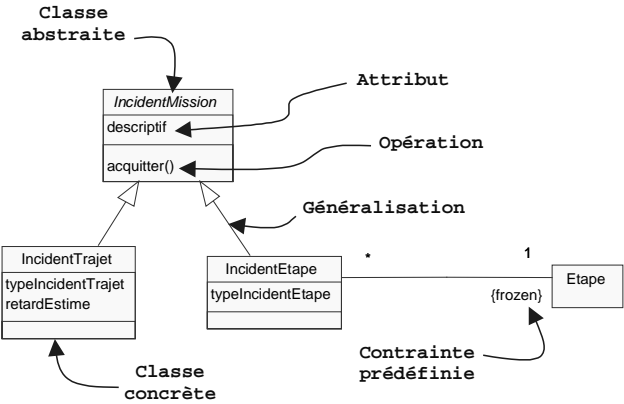 Classe
abstraite
IncidentMission
descriptif
acquitter()
Attribut
Opération
Généralisation
IncidentTrajet
typeIncidentTrajet
retardEstime
IncidentEtape
typeIncidentEtape
*
1
Etape
{frozen}
Classe
concrète
Contrainte
prédéfinie